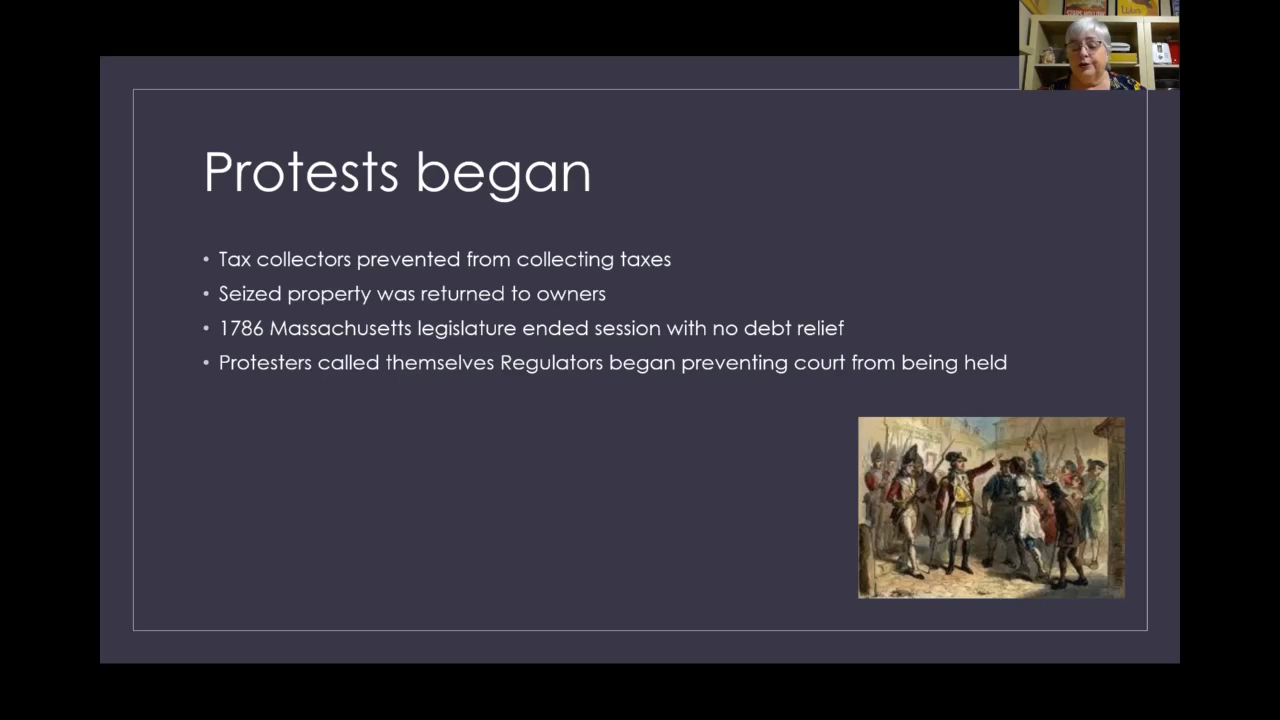 Protests began
• Tax collectors prevented from collecting taxes
• Seized property was returned to owners
• 1786 Massachusetts legislature ended session with no debt relief
• Protesters called themselves Regulators began preventing court from being held